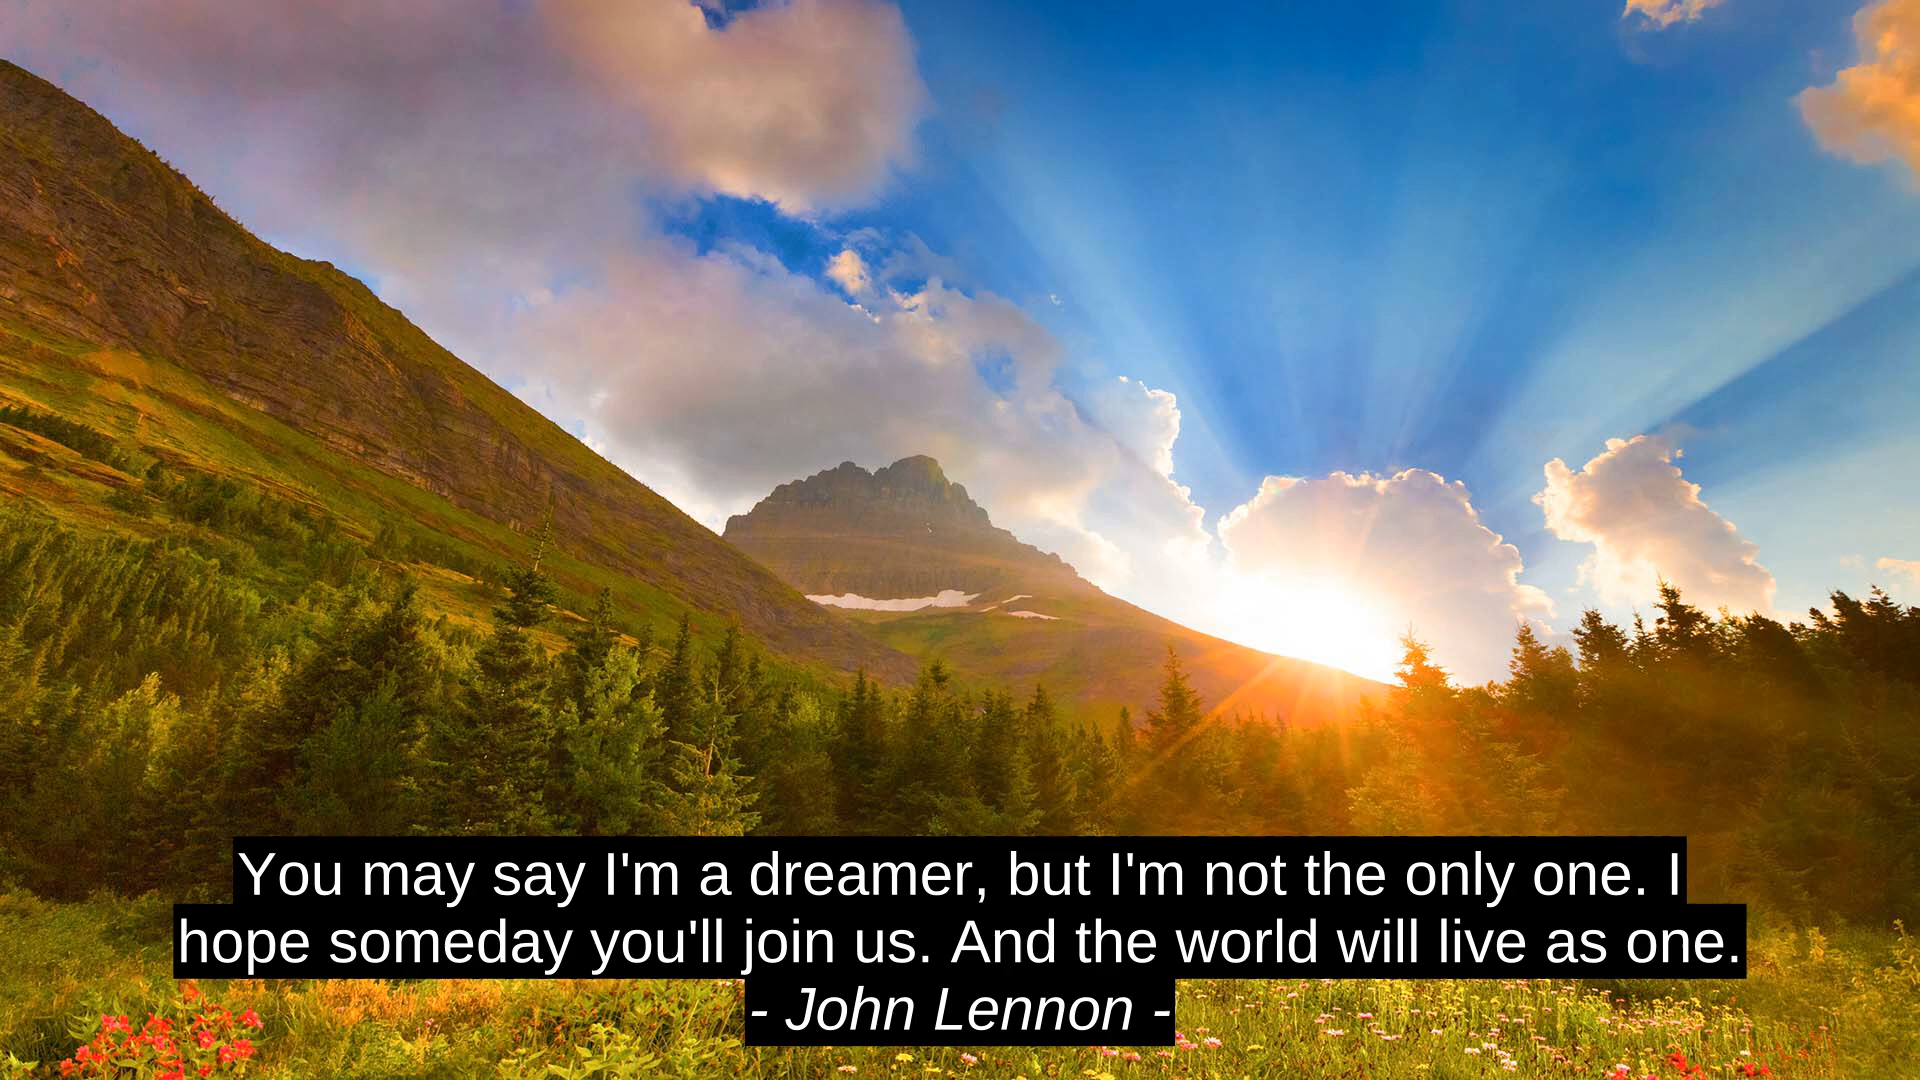 You may say I'm a dreamer, but I'm not the only one. I
hope someday you'll join us. And the world will live as one.
- John Lennon -